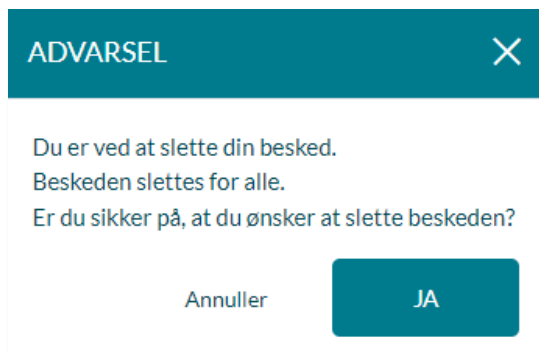 ADVARSEL
Du er ved at slette din besked.
Beskeden slettes for alle.
Er du sikker på, at du ønsker at slette beskeden?
Annuller
JA